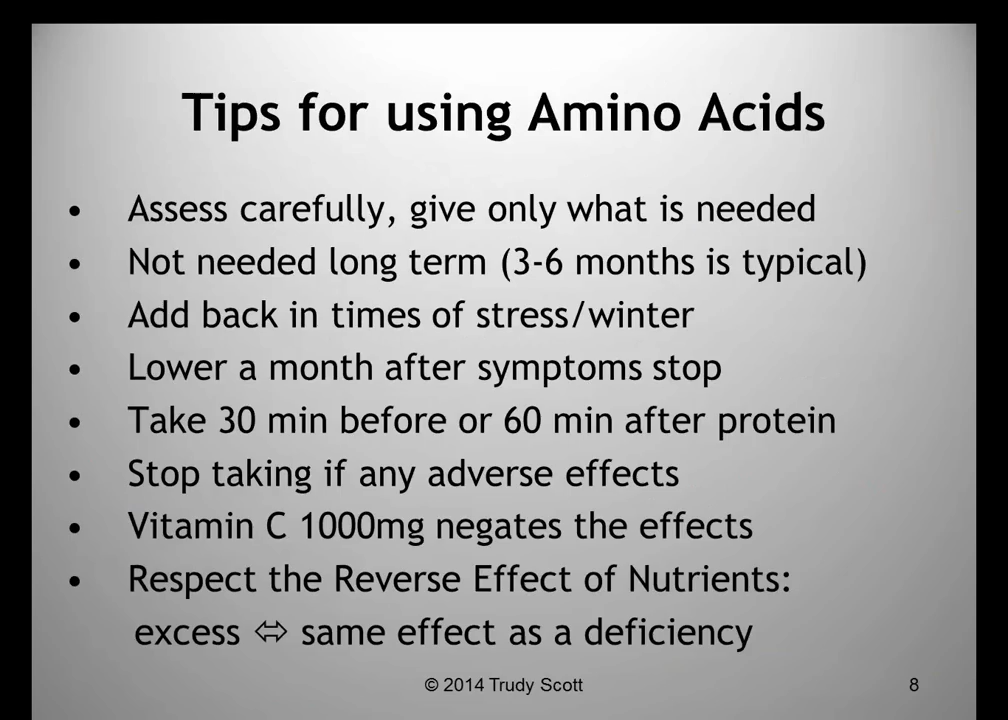 Tips for using Amino Acids
• Assess carefully, give only what is needed
• Not needed long term (3-6 months is typical)
• Add back in times of stress/winter
• Lower a month after symptoms stop
• Take 30 min before or 60 min after protein
• Stop taking if any adverse effects
• Vitamin C 1000mg negates the effects
• Respect the Reverse Effect of Nutrients:
excess ⬄ same effect as a deficiency
© 2014 Trudy Scott 8